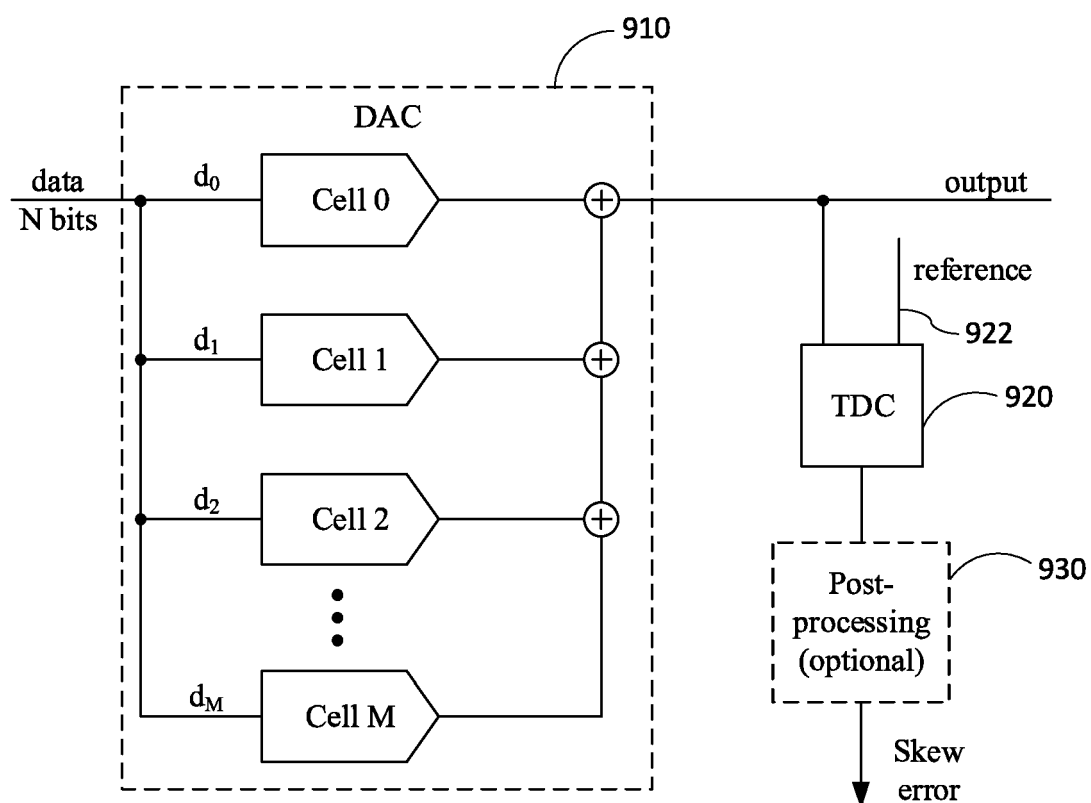 910
DAC
data
N bits
d₀
Cell 0
output
reference
922
d₁
Cell 1
TDC
920
d₂
Cell 2
930
Post-
processing
(optional)
d_M
Cell M
Skew
error